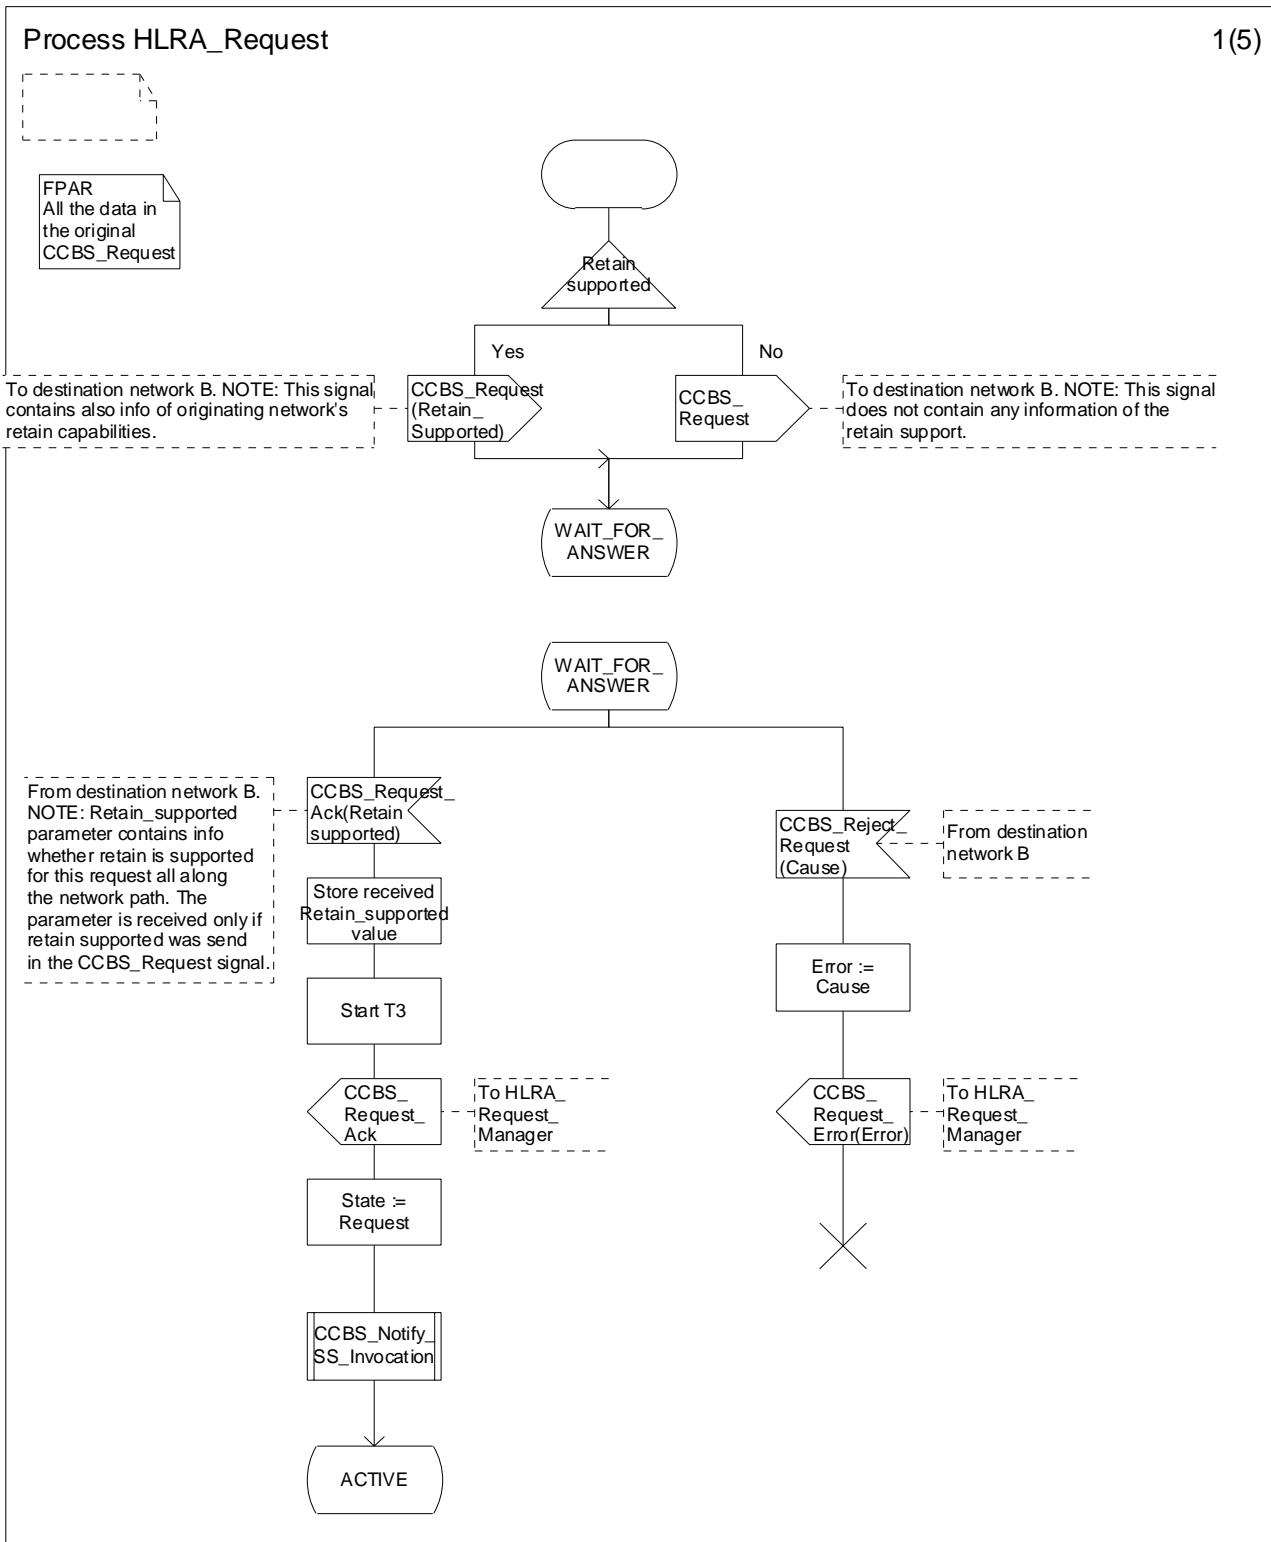 Process HLRA_Request
1(5)
FPAR
All the data in
the original
CCBS_Request
Retain
supported
Yes
No
To destination network B. NOTE: This signal
contains also info of originating network's
retain capabilities.
CCBS_Request
(Retain_
Supported)
CCBS_
Request
To destination network B. NOTE: This signal
does not contain any information of the
retain support.
WAIT_FOR_
ANSWER
WAIT_FOR_
ANSWER
From destination network B.
NOTE: Retain_supported
parameter contains info
whether retain is supported
for this request all along
the network path. The
parameter is received only if
retain supported was send
in the CCBS_Request signal.
CCBS_Request_
Ack(Retain
supported)
CCBS_Reject_
Request
(Cause)
From destination
network B
Store received
Retain_supported
value
Start T3
Error :=
Cause
CCBS_
Request_
Ack
To HLRA_
Request_
Manager
CCBS_
Request_
Error(Error)
To HLRA_
Request_
Manager
State :=
Request
CCBS_Notify_
SS_Invocation
ACTIVE